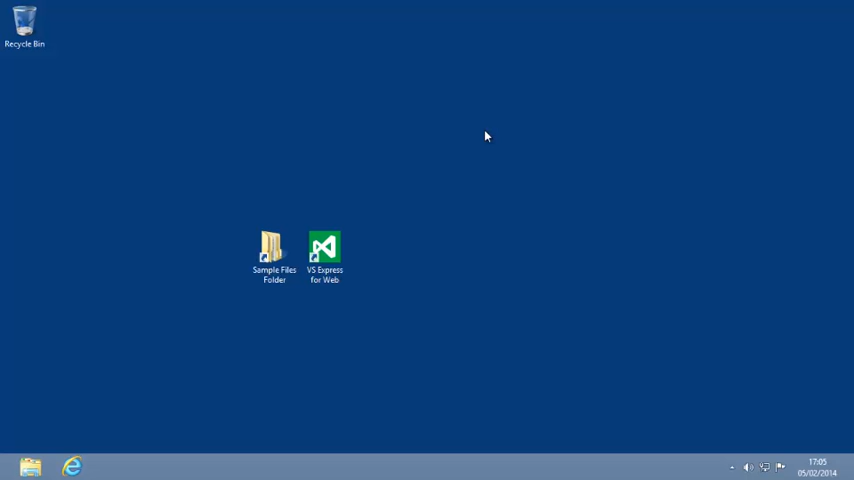 Recycle Bin
Sample Files
Folder
VS Express
for Web
17:05
05/02/2014